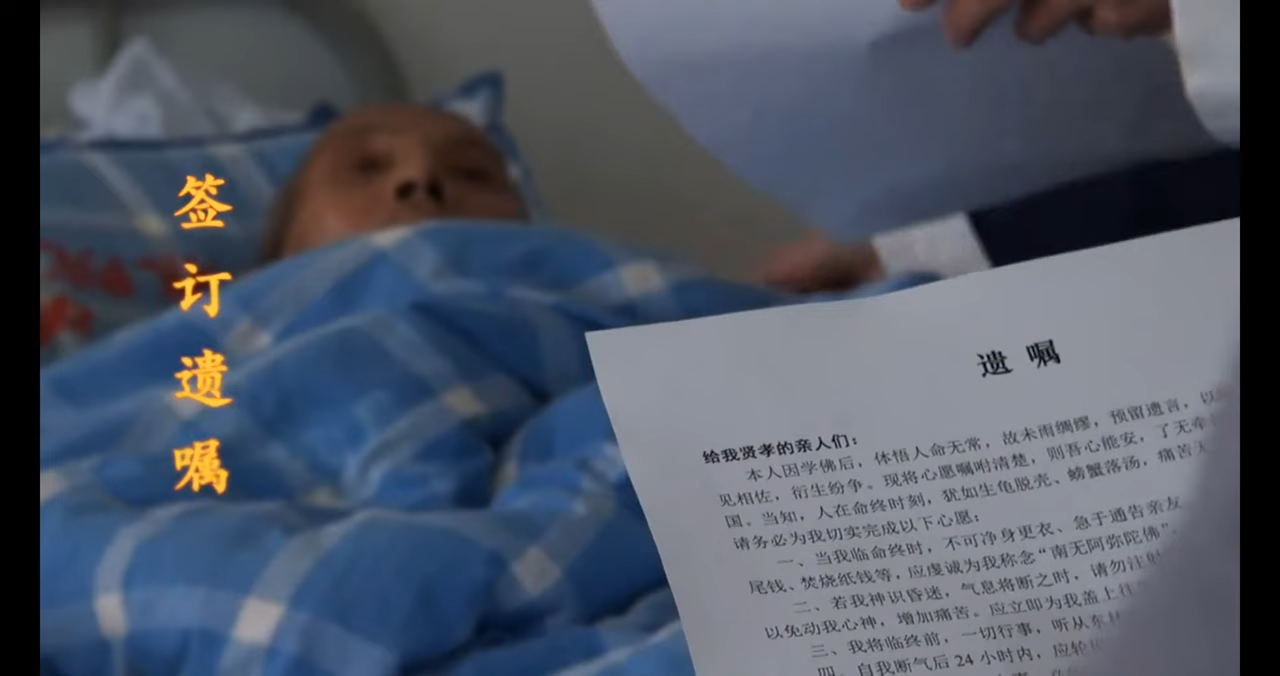 签订遗嘱
遗 嘱
给我贤孝的亲人们：
本人因学佛后，体悟人命无常，故未雨绸缪，预留遗言，以
见相佐，衍生纷争。现将心愿嘱咐清楚，则吾心能安，了无牵
国。当知，人在命终时刻，犹如生龟脱壳、螃蟹落汤，痛苦无
请务必为我切实完成以下心愿：
一、当我临命终时，不可净身更衣、急于通告亲友
尾钱、焚烧纸钱等，应虔诚为我称念“南无阿弥陀佛”
二、若我神识昏迷，气息将断之时，请勿注射
以免动我心神，增加痛苦。应立即为我盖上往
三、我将临终前，一切行事，听从东林
四、自我断气后 24 小时内，应轮